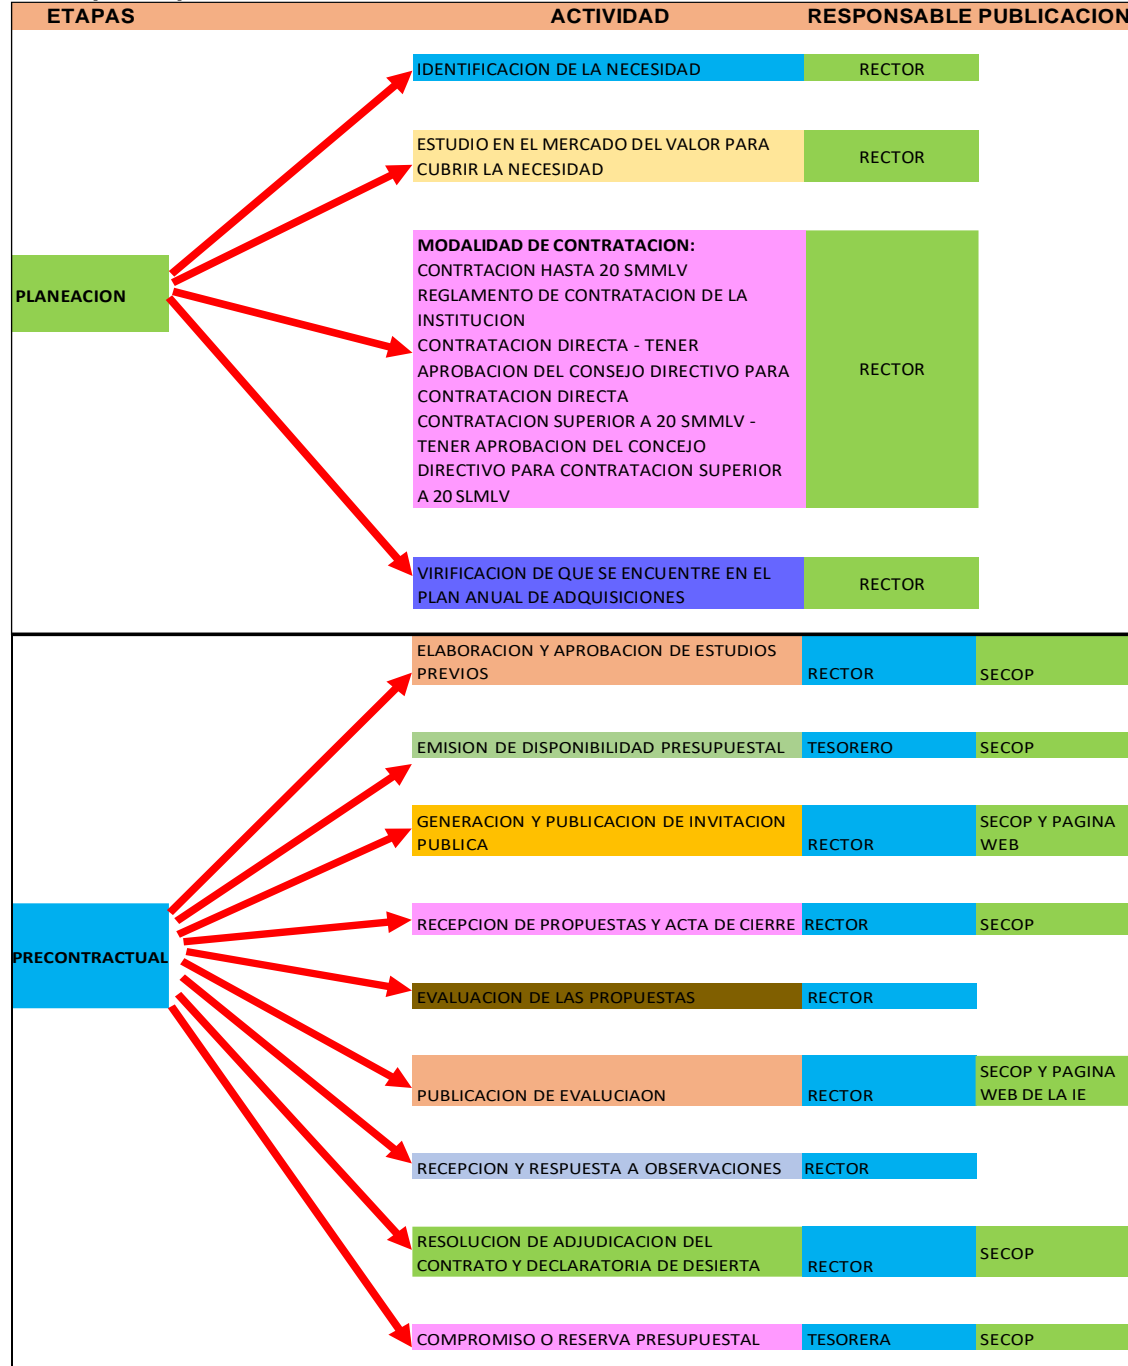 ETAPAS ACTIVIDAD RESPONSABLE PUBLICACION
IDENTIFICACION DE LA NECESIDAD RECTOR
ESTUDIO EN EL MERCADO DEL VALOR PARA
CUBRIR LA NECESIDAD
RECTOR
PLANEACION
MODALIDAD DE CONTRATACION:
CONTRTACION HASTA 20 SMMLV
REGLAMENTO DE CONTRATACION DE LA
INSTITUCION
CONTRATACION DIRECTA - TENER
APROBACION DEL CONSEJO DIRECTIVO PARA
CONTRATACION DIRECTA
CONTRATACION SUPERIOR A 20 SMMLV -
TENER APROBACION DEL CONCEJO
DIRECTIVO PARA CONTRATACION SUPERIOR
A 20 SLMLV
RECTOR
VIRIFICACION DE QUE SE ENCUENTRE EN EL
PLAN ANUAL DE ADQUISICIONES
RECTOR
ELABORACION Y APROBACION DE ESTUDIOS
PREVIOS RECTOR SECOP
EMISION DE DISPONIBILIDAD PRESUPUESTAL TESORERO SECOP
GENERACION Y PUBLICACION DE INVITACION
PUBLICA
RECTOR
SECOP Y PAGINA
WEB
RECEPCION DE PROPUESTAS Y ACTA DE CIERRE RECTOR SECOP
PRECONTRACTUAL
EVALUACION DE LAS PROPUESTAS RECTOR
PUBLICACION DE EVALUCIAON RECTOR
SECOP Y PAGINA
WEB DE LA IE
RECEPCION Y RESPUESTA A OBSERVACIONES RECTOR
RESOLUCION DE ADJUDICACION DEL
CONTRATO Y DECLARATORIA DE DESIERTA
RECTOR
SECOP
COMPROMISO O RESERVA PRESUPUESTAL TESORERA SECOP